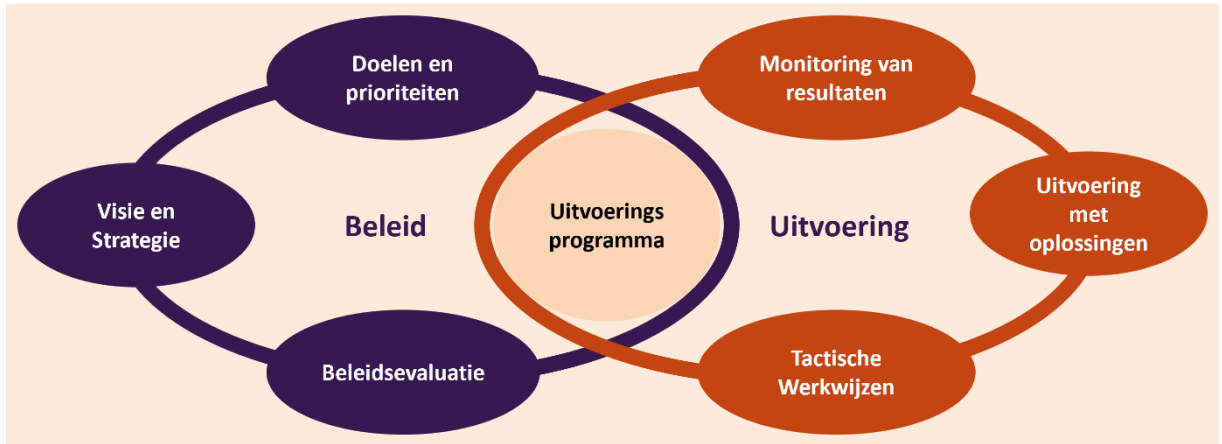 Doelen en
prioriteiten
Monitoring van
resultaten
Visie en
Strategie
Beleid
Uitvoerings
programma
Uitvoering
Uitvoering
met
oplossingen
Beleidsevaluatie
Tactische
Werkwijzen